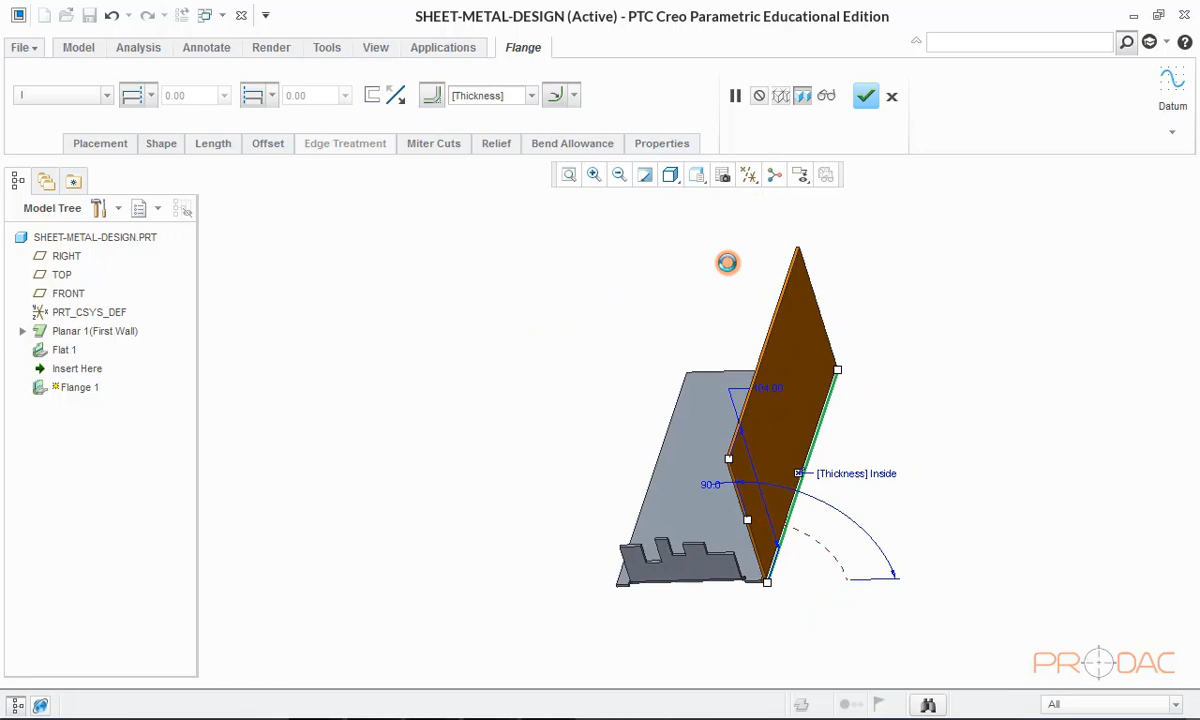 SHEET-METAL-DESIGN (Active) - PTC Creo Parametric Educational Edition
File Model Analysis Annotate Render Tools View Applications Flange
I 0.00 0.00 [Thickness]
Datum
Placement Shape Length Offset Edge Treatment Miter Cuts Relief Bend Allowance Properties
Model Tree
SHEET-METAL-DESIGN.PRT
RIGHT
TOP
FRONT
PRT_CSYS_DEF
Planar 1(First Wall)
Flat 1
Insert Here
Flange 1
104.00
[Thickness] Inside
90.0
PRODAC
All